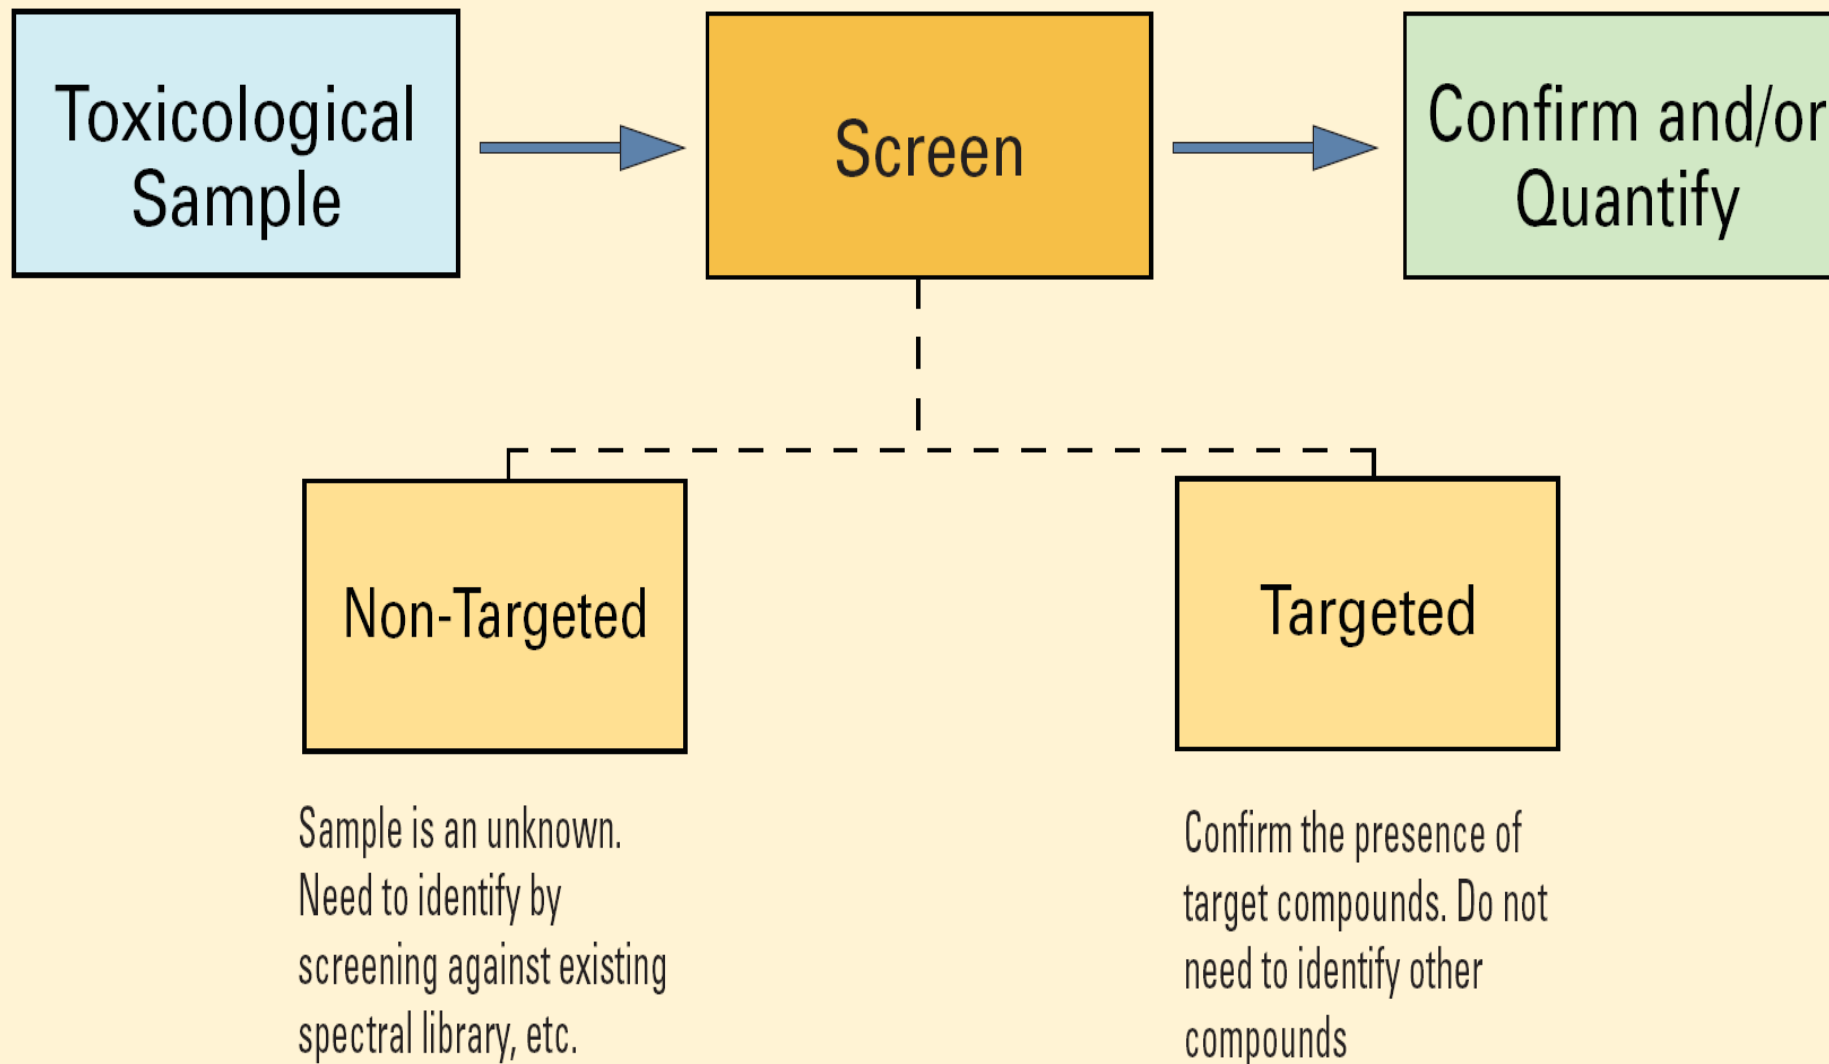 Toxicological
Sample
Screen
Confirm and/or
Quantify
Non-Targeted
Targeted
Sample is an unknown.
Need to identify by
screening against existing
spectral library, etc.
Confirm the presence of
target compounds. Do not
need to identify other
compounds